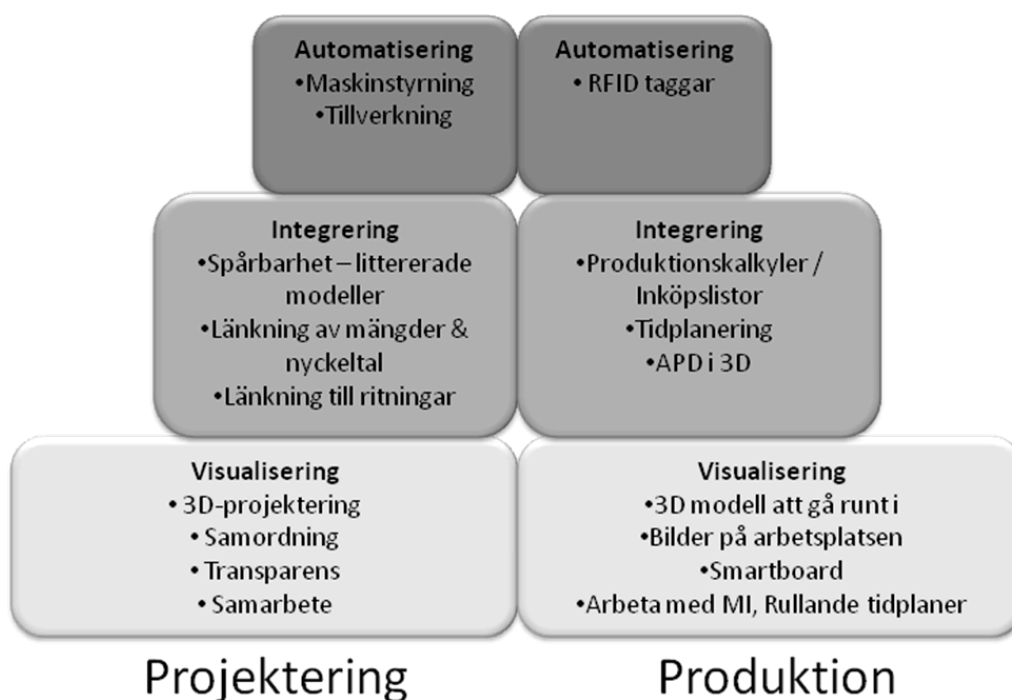 Automatisering
•Maskinstyrning
•Tillverkning
Automatisering
• RFID taggar
Integrering
•Spårbarhet – littererade
modeller
•Länkning av mängder &
nyckeltal
•Länkning till ritningar
Integrering
•Produktionskalkyler /
Inköpslistor
•Tidplanering
•APD i 3D
Visualisering
• 3D-projektering
• Samordning
• Transparens
• Samarbete
Visualisering
•3D modell att gå runt i
•Bilder på arbetsplatsen
•Smartboard
•Arbeta med MI, Rullande tidplaner
Projektering
Produktion